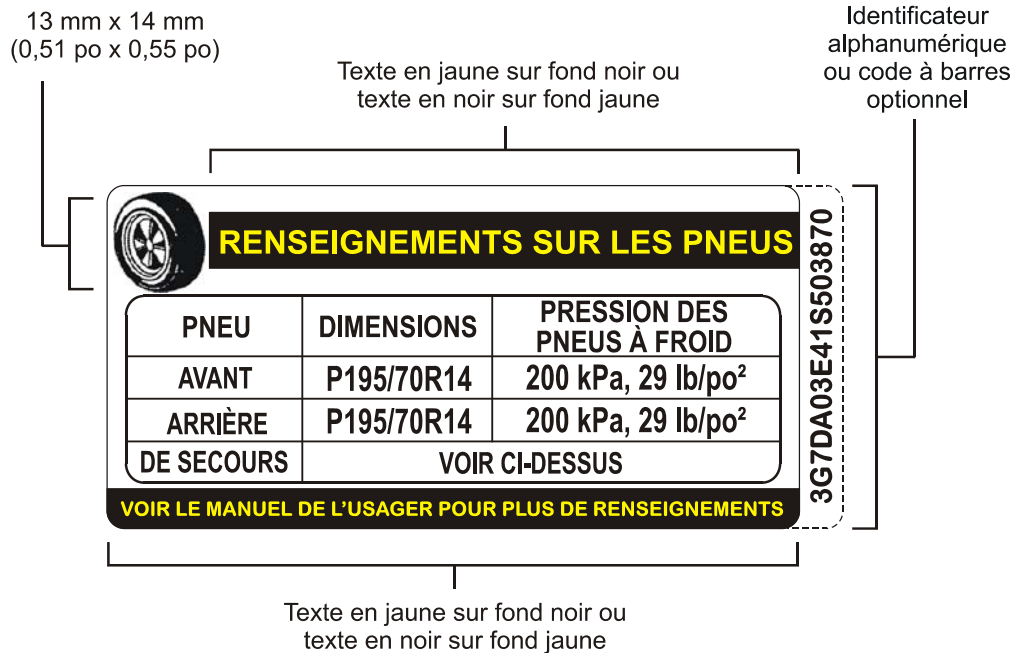 13 mm x 14 mm
(0,51 po x 0,55 po)
Texte en jaune sur fond noir ou
texte en noir sur fond jaune
Identificateur
alphanumérique
ou code à barres
optionnel
RENSEIGNEMENTS SUR LES PNEUS
PNEU DIMENSIONS PRESSION DES
PNEUS À FROID
AVANT P195/70R14 200 kPa, 29 lb/po²
ARRIÈRE P195/70R14 200 kPa, 29 lb/po²
DE SECOURS VOIR CI-DESSUS
VOIR LE MANUEL DE L'USAGER POUR PLUS DE RENSEIGNEMENTS
3G7DA03E41S503870
Texte en jaune sur fond noir ou
texte en noir sur fond jaune